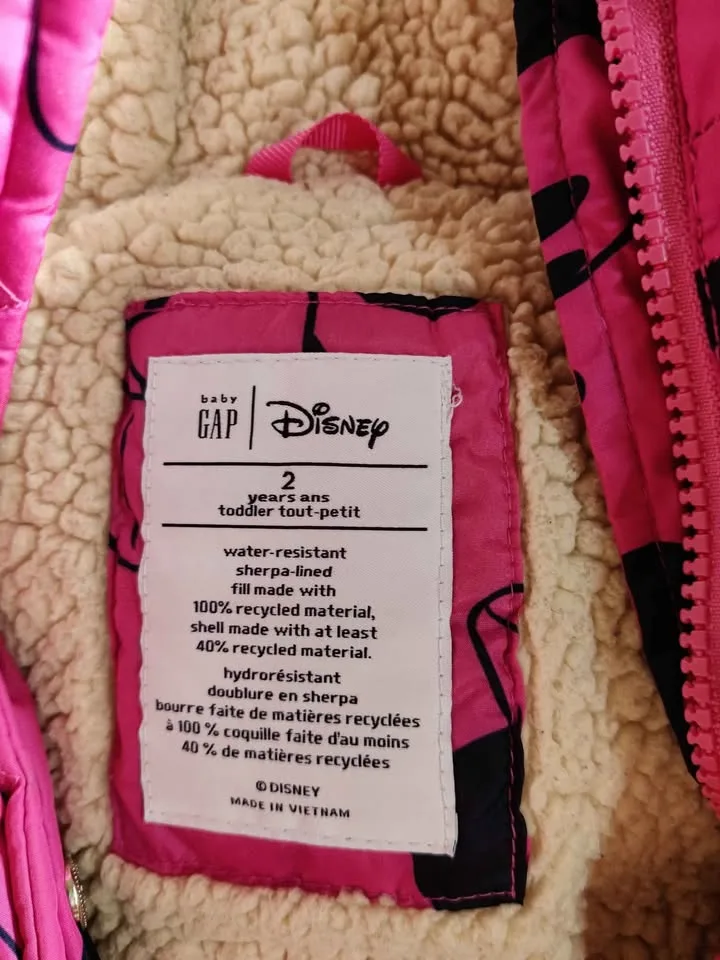 baby
GAP
Disney
2
years ans
toddler tout-petit
water-resistant
sherpa-lined
fill made with
100% recycled material,
shell made with at least
40% recycled material.
hydrorésistant
doublure en sherpa
bourre faite de matières recyclées
à 100 % coquille faite d'au moins
40 % de matières recyclées
©DISNEY
MADE IN VIETNAM